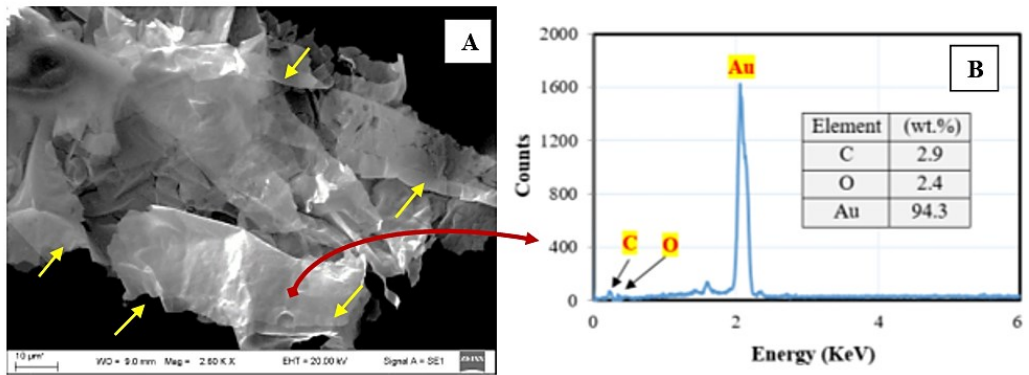 A
10 µm*
WD = 9.0 mm Mag = 2.60 K X EHT = 20.00 kV Signal A = SE1 ZEISS
B
2000
1600
1200
800
400
0
Counts
Au
C
O
Element (wt.%)
C 2.9
O 2.4
Au 94.3
0 2 4 6
Energy (KeV)